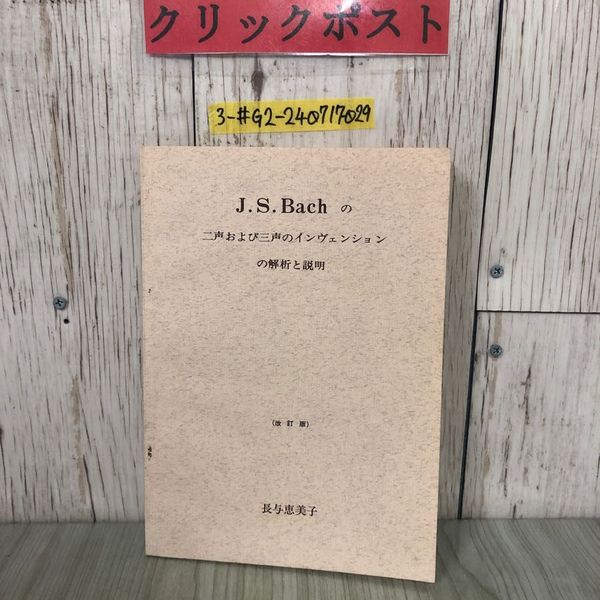 クリックポスト
3-#G2-240717029
J.S.Bach の
二声および三声のインヴェンション
の解析と説明
(改訂版)
長与恵美子